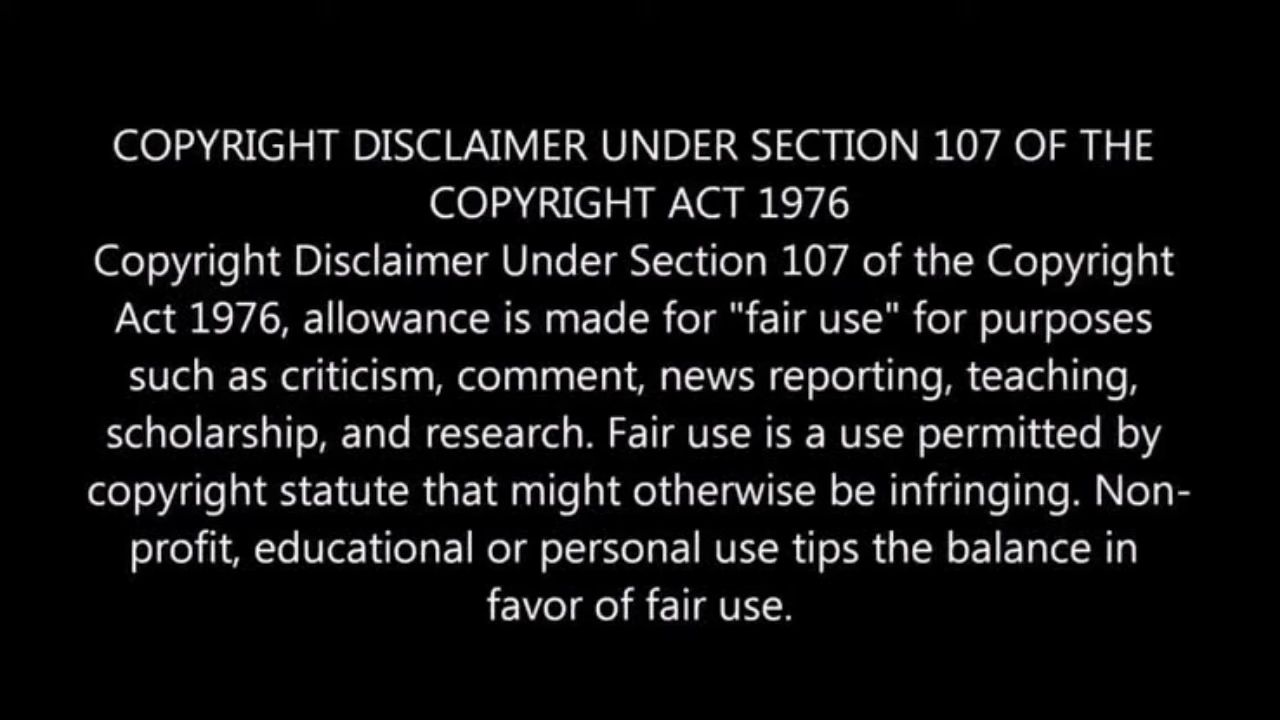 COPYRIGHT DISCLAIMER UNDER SECTION 107 OF THE
COPYRIGHT ACT 1976
Copyright Disclaimer Under Section 107 of the Copyright
Act 1976, allowance is made for "fair use" for purposes
such as criticism, comment, news reporting, teaching,
scholarship, and research. Fair use is a use permitted by
copyright statute that might otherwise be infringing. Non-
profit, educational or personal use tips the balance in
favor of fair use.